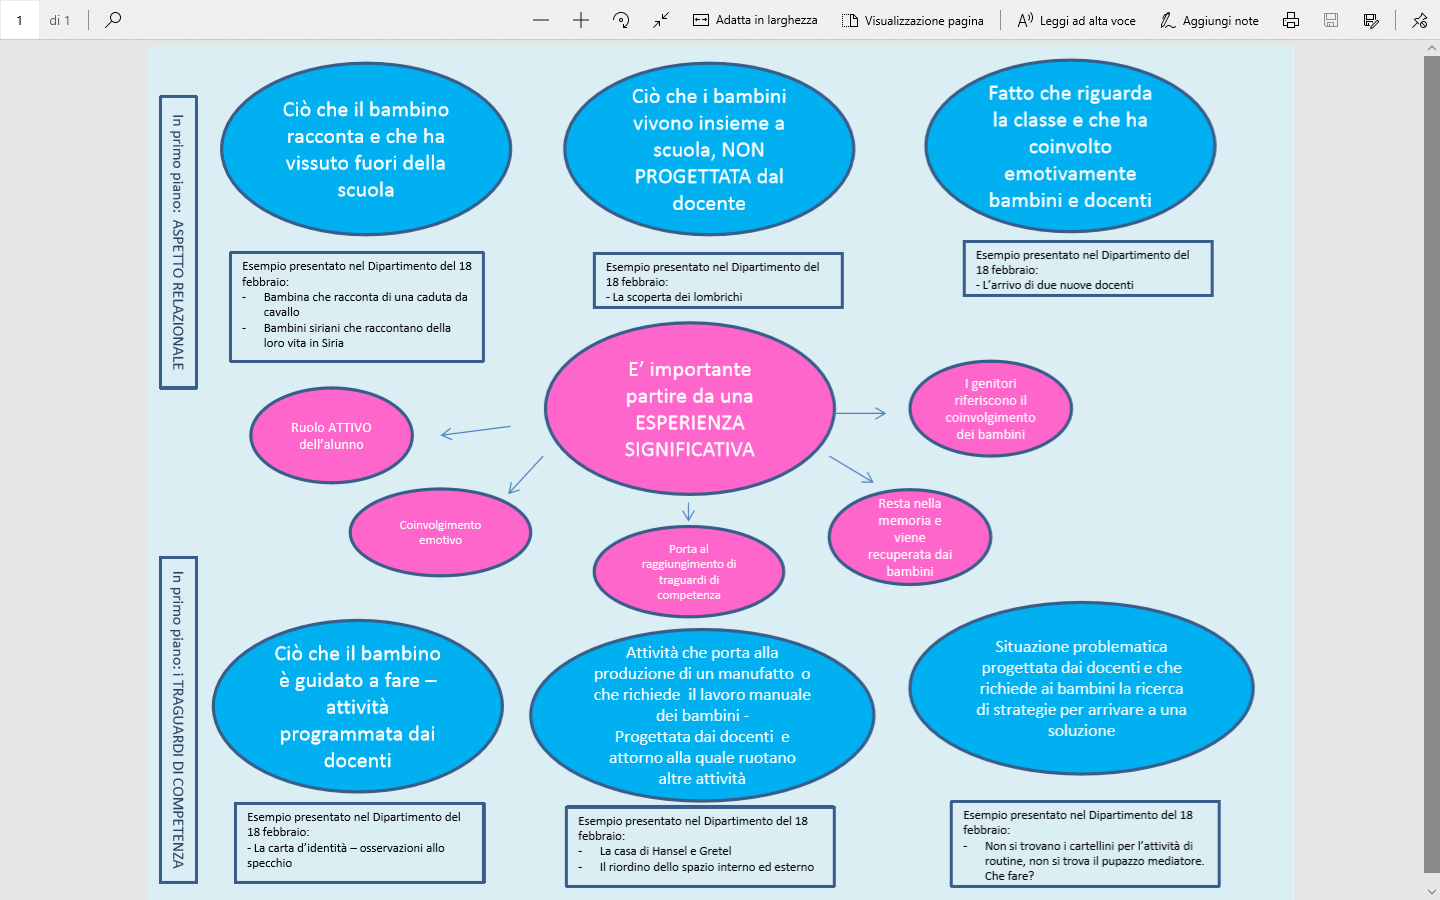 1 di 1 Adatta in larghezza Visualizzazione pagina Leggi ad alta voce Aggiungi note
In primo piano: ASPETTO RELAZIONALE
Ciò che il bambino
racconta e che ha
vissuto fuori della
scuola
Ciò che i bambini
vivono insieme a
scuola, NON
PROGETTATA dal
docente
Fatto che riguarda
la classe e che ha
coinvolto
emotivamente
bambini e docenti
Esempio presentato nel Dipartimento del 18
febbraio:
- Bambina che racconta di una caduta da
cavallo
- Bambini siriani che raccontano della
loro vita in Siria
Esempio presentato nel Dipartimento del
18 febbraio:
- La scoperta dei lombrichi
Esempio presentato nel Dipartimento del
18 febbraio:
- L’arrivo di due nuove docenti
E’ importante
partire da una
ESPERIENZA
SIGNIFICATIVA
Ruolo ATTIVO
dell’alunno
Coinvolgimento
emotivo
Porta al
raggiungimento di
traguardi di
competenza
Resta nella
memoria e
viene
recuperata dai
bambini
I genitori
riferiscono il
coinvolgimento
dei bambini
In primo piano: i TRAGUARDI DI COMPETENZA
Ciò che il bambino
è guidato a fare –
attività
programmata dai
docenti
Attività che porta alla
produzione di un manufatto o
che richiede il lavoro manuale
dei bambini -
Progettata dai docenti e
attorno alla quale ruotano
altre attività
Situazione problematica
progettata dai docenti e che
richiede ai bambini la ricerca
di strategie per arrivare a una
soluzione
Esempio presentato nel Dipartimento del
18 febbraio:
- La carta d’identità – osservazioni allo
specchio
Esempio presentato nel Dipartimento del 18
febbraio:
- La casa di Hansel e Gretel
- Il riordino dello spazio interno ed esterno
Esempio presentato nel Dipartimento del 18
febbraio:
- Non si trovano i cartellini per l’attività di
routine, non si trova il pupazzo mediatore.
Che fare?